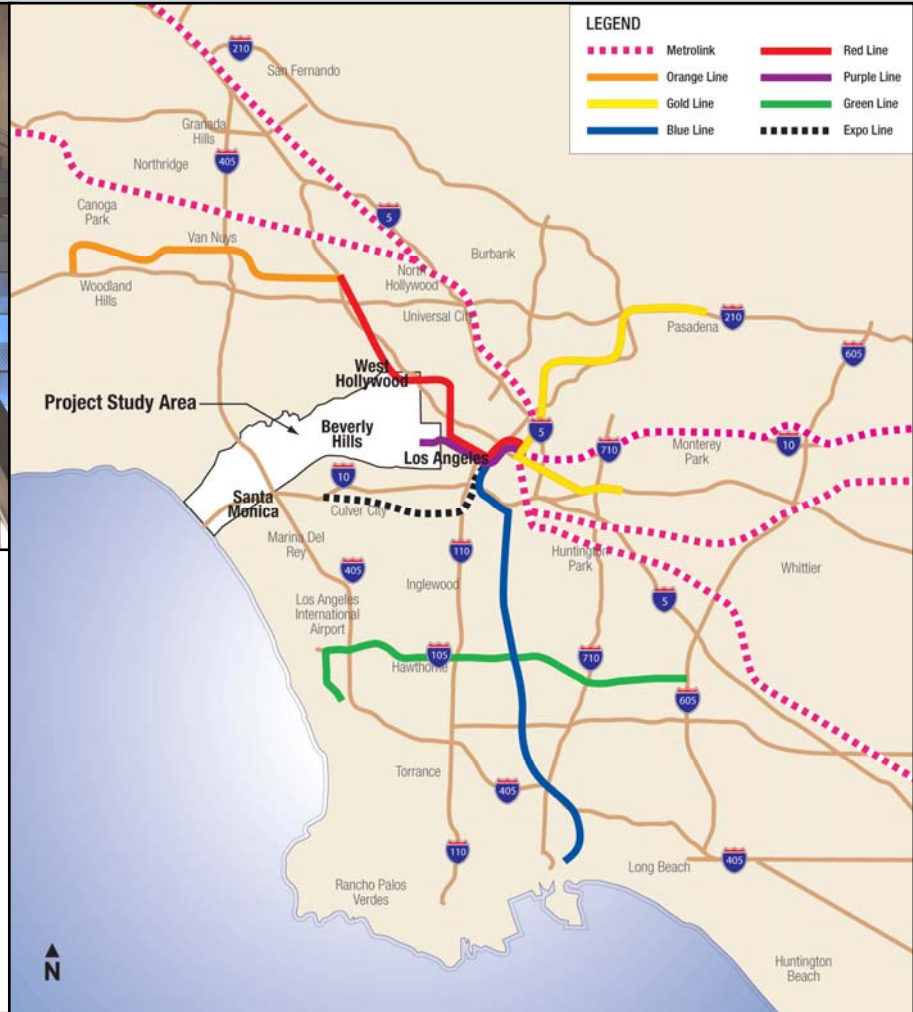 LEGEND
Metrolink
Orange Line
Gold Line
Blue Line
Red Line
Purple Line
Green Line
Expo Line
210
San Fernando
Granada
Hills
405
Northridge
Canoga
Park
5
Van Nuys
Burbank
North
Hollywood
Woodland
Hills
Universal City
Pasadena
210
605
West
Hollywood
Project Study Area
Beverly
Hills
5
Los Angeles
710
Monterey
Park
10
10
Santa
Monica
Culver City
Marina Del
Rey
110
Huntington
Park
405
Inglewood
Whittier
Los Angeles
International
Airport
5
105
Hawthorne
710
605
Torrance
405
110
Long Beach
405
Rancho Palos
Verdes
N
Huntington
Beach